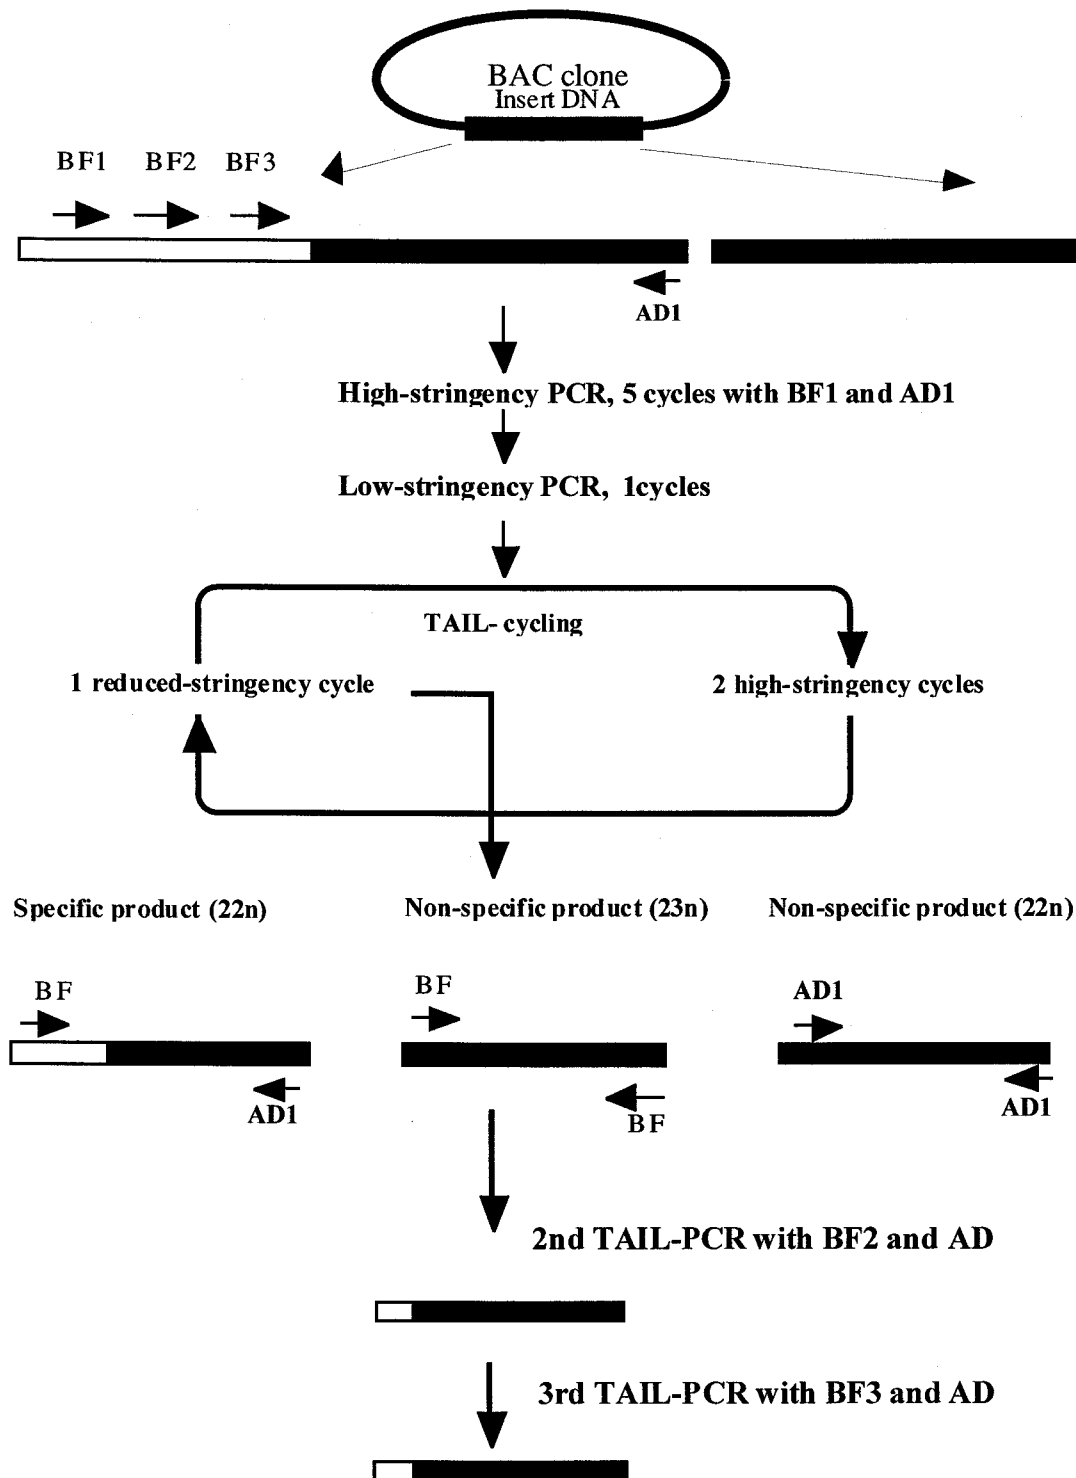 BAC clone
Insert DNA
BF1 BF2 BF3
AD1
High-stringency PCR, 5 cycles with BF1 and AD1
Low-stringency PCR, 1cycles
TAIL- cycling
1 reduced-stringency cycle
2 high-stringency cycles
Specific product (22n)
Non-specific product (23n)
Non-specific product (22n)
BF
AD1
BF
BF
AD1
AD1
2nd TAIL-PCR with BF2 and AD
3rd TAIL-PCR with BF3 and AD